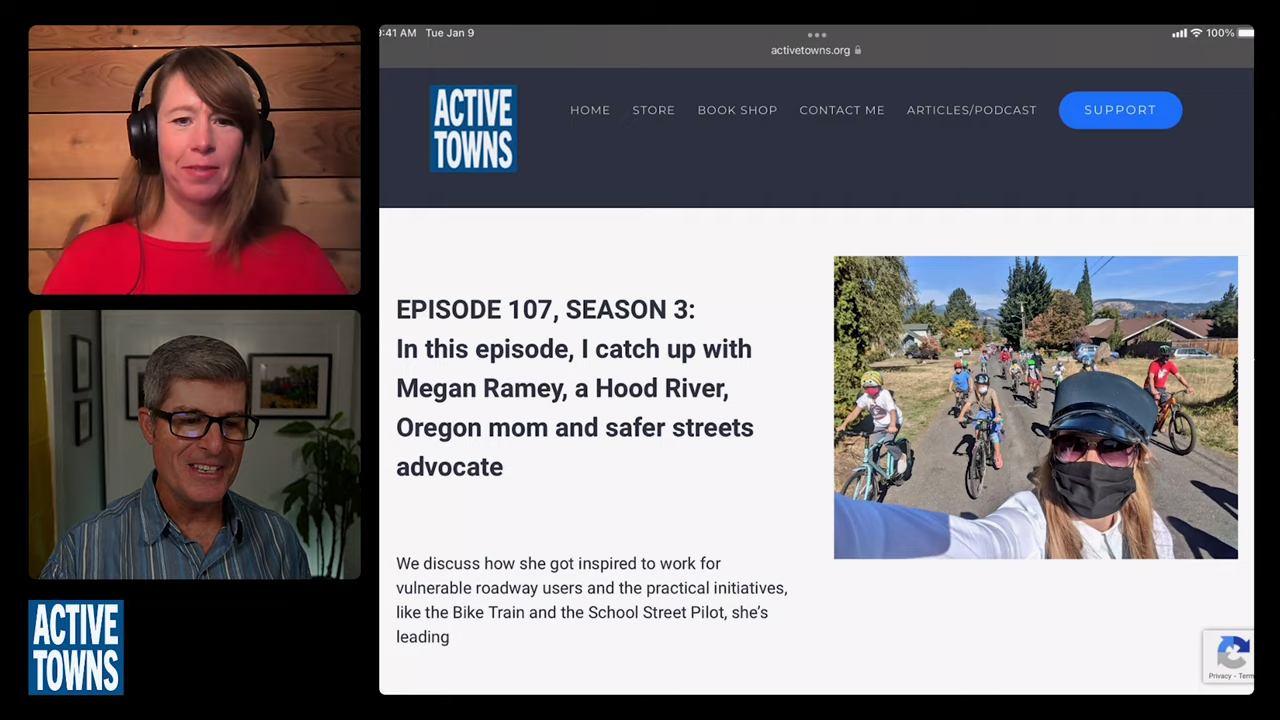 :41 AM Tue Jan 9
100%
activetowns.org
ACTIVE
TOWNS
HOME STORE BOOK SHOP CONTACT ME ARTICLES/PODCAST SUPPORT
EPISODE 107, SEASON 3:
In this episode, I catch up with
Megan Ramey, a Hood River,
Oregon mom and safer streets
advocate
We discuss how she got inspired to work for
vulnerable roadway users and the practical initiatives,
like the Bike Train and the School Street Pilot, she's
leading
Privacy - Term
ACTIVE
TOWNS